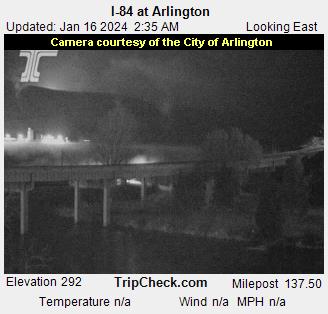 I-84 at Arlington
Updated: Jan 16 2024 2:35 AM Looking East
Camera courtesy of the City of Arlington
Elevation 292 TripCheck.com Milepost 137.50
Temperature n/a Wind n/a MPH n/a